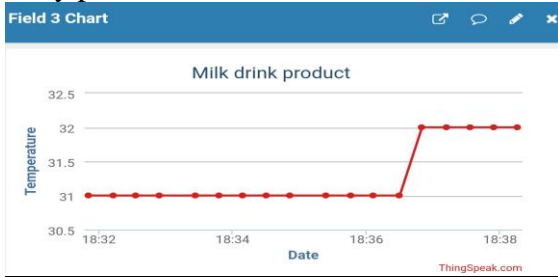 Field 3 Chart
Milk drink product
32.5
32
31.5
31
30.5
Temperature
18:32 18:34 18:36 18:38
Date
ThingSpeak.com